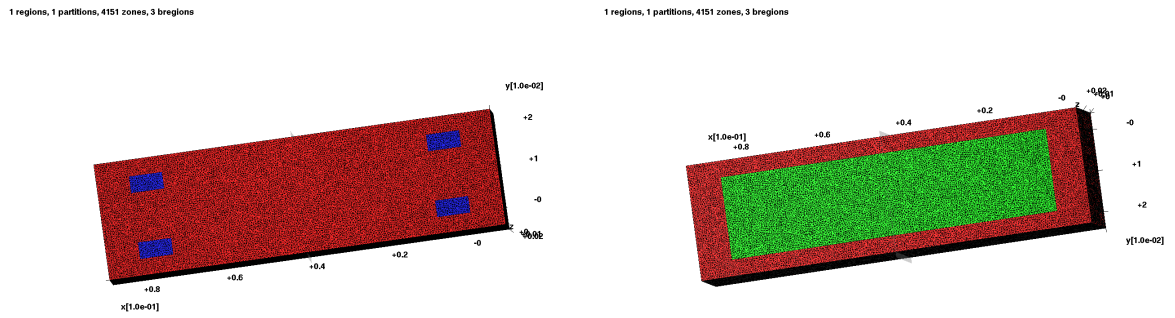 1 regions, 1 partitions, 4151 zones, 3 bregions
y[1.0e-02]
+2
+1
-0
z
-0
+0.2
+0.4
+0.6
+0.8
x[1.0e-01]
1 regions, 1 partitions, 4151 zones, 3 bregions
z
-0
+0.2
+0.4
+0.6
x[1.0e-01]
+0.8
-0
+1
+2
y[1.0e-02]